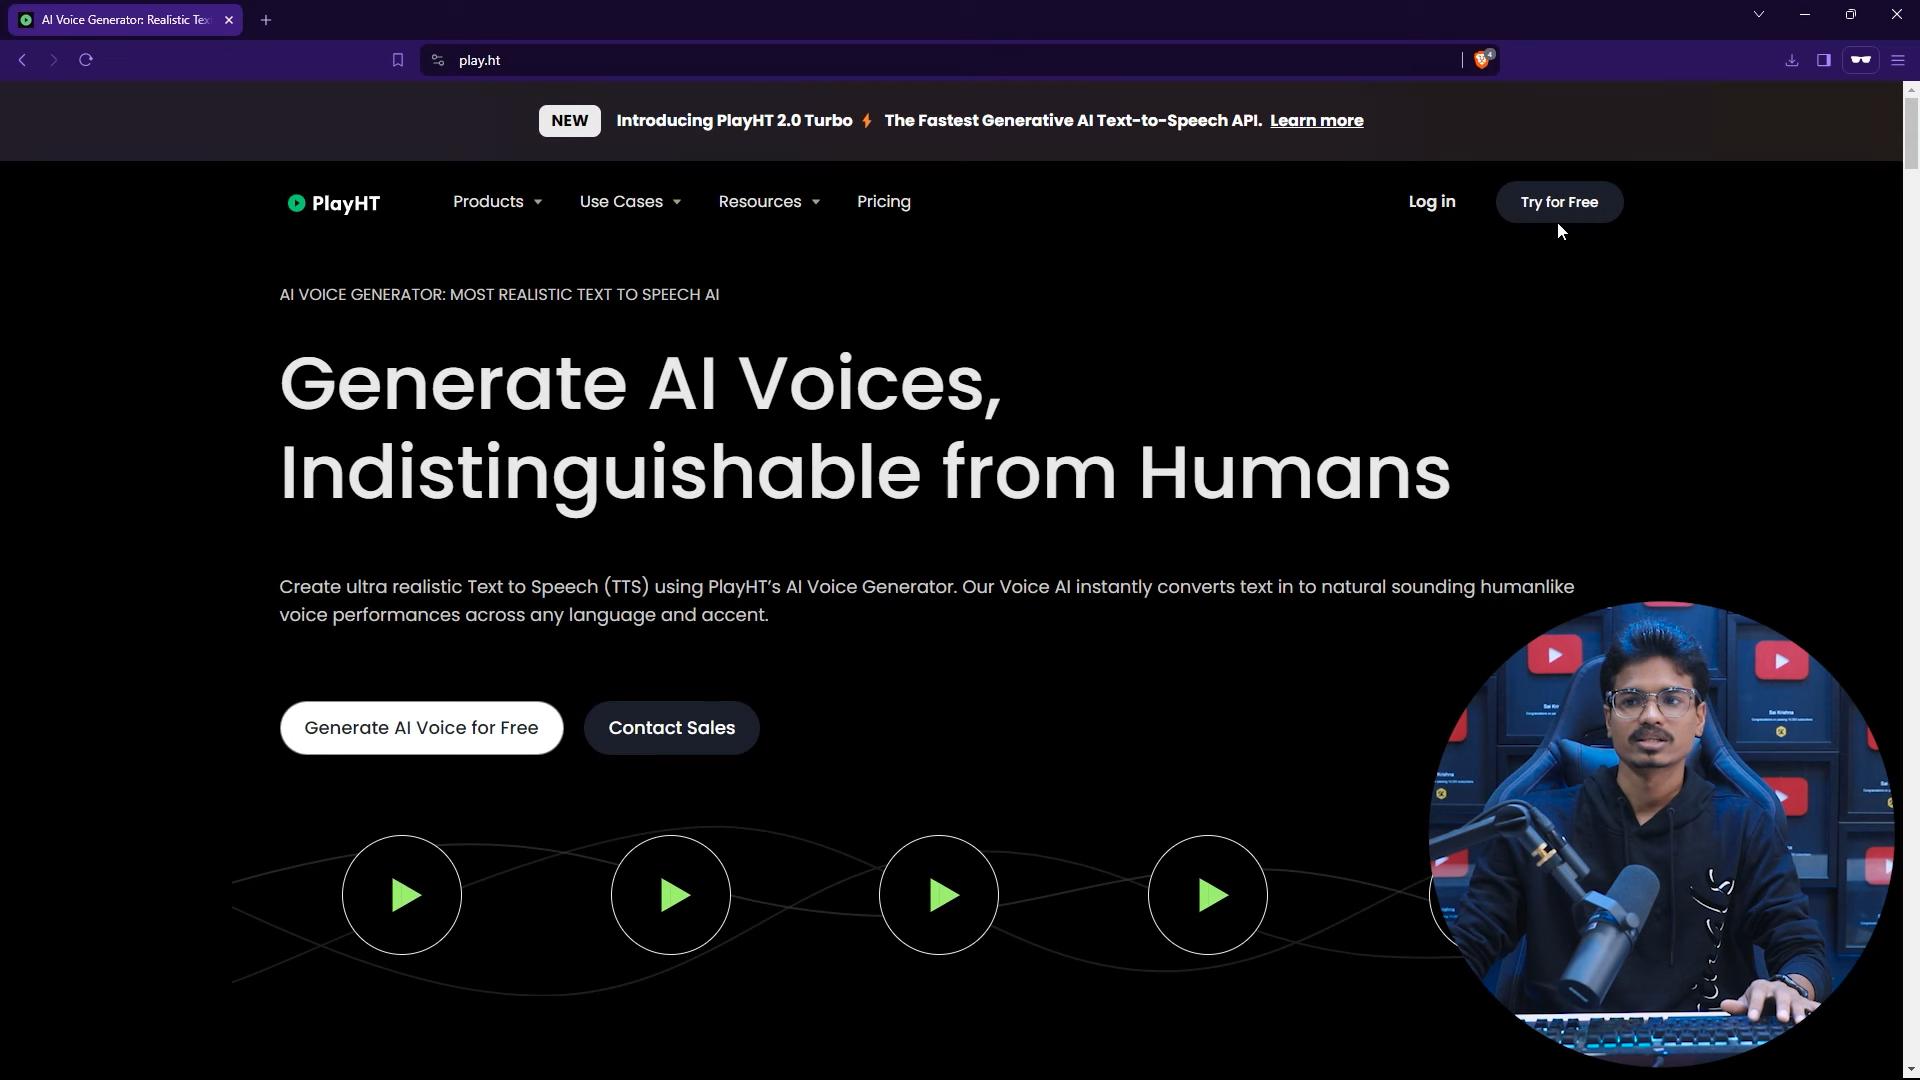 AI Voice Generator: Realistic Tex
play.ht
4
NEW Introducing PlayHT 2.0 Turbo The Fastest Generative AI Text-to-Speech API. Learn more
PlayHT Products Use Cases Resources Pricing Log in Try for Free
AI VOICE GENERATOR: MOST REALISTIC TEXT TO SPEECH AI
Generate AI Voices,
Indistinguishable from Humans
Create ultra realistic Text to Speech (TTS) using PlayHT's AI Voice Generator. Our Voice AI instantly converts text in to natural sounding humanlike
voice performances across any language and accent.
Generate AI Voice for Free Contact Sales
Sai Krishna